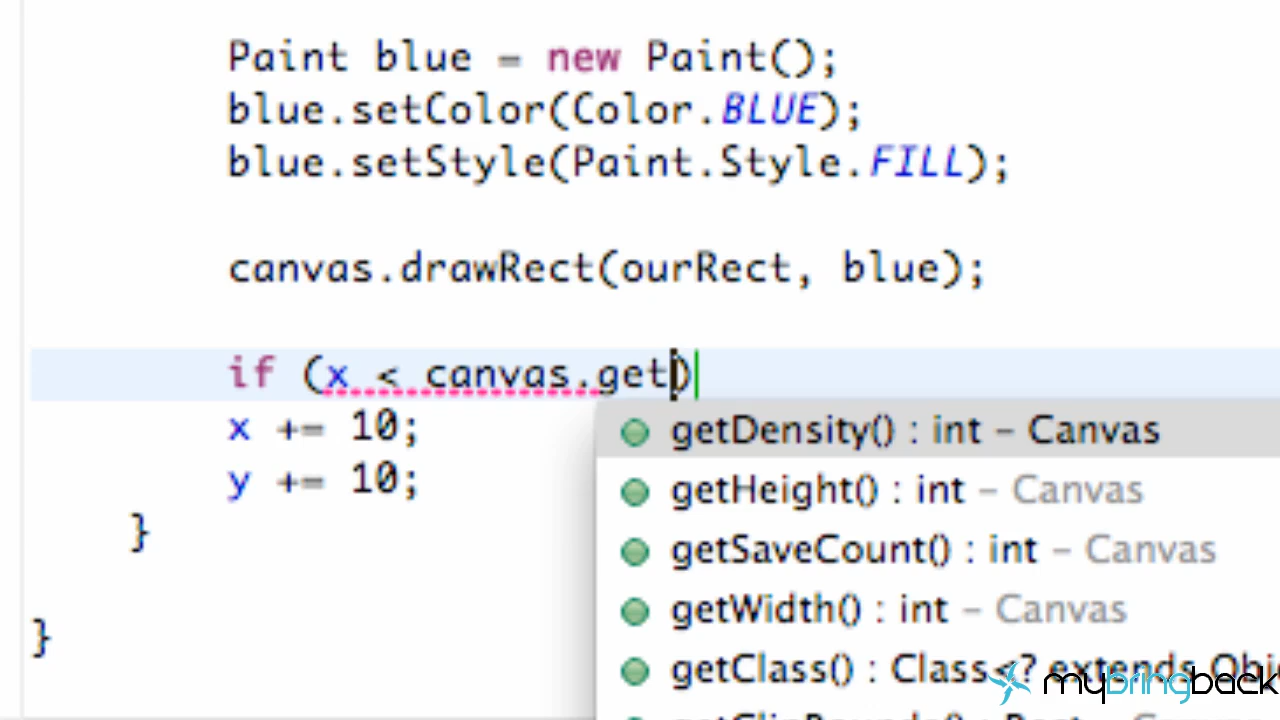 Paint blue = new Paint();
blue.setColor(Color.BLUE);
blue.setStyle(Paint.Style.FILL);
canvas.drawRect(ourRect, blue);
if (x < canvas.get)
x += 10;
y += 10;
}
}
getDensity() : int – Canvas
getHeight() : int – Canvas
getSaveCount() : int – Canvas
getWidth() : int – Canvas
getClass() : Class<? extends Obje
mybringback